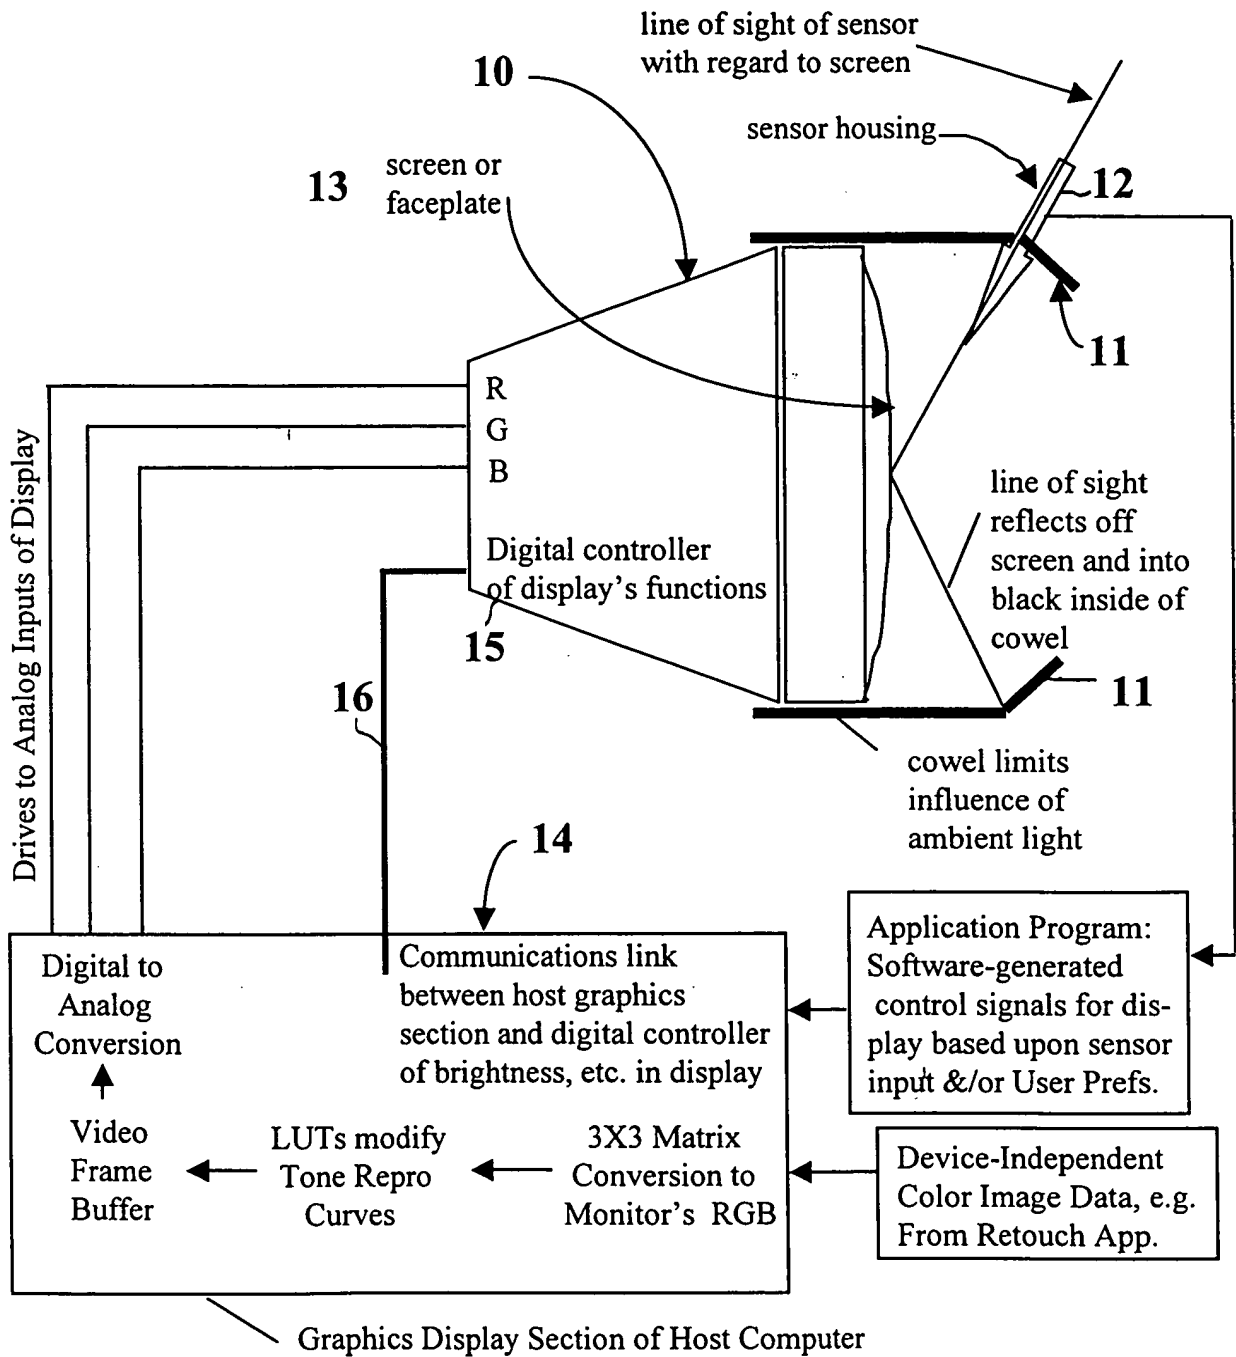 line of sight of sensor
with regard to screen
10
sensor housing
screen or
faceplate
13
12
11
R
G
B
Drives to Analog Inputs of Display
line of sight
reflects off
screen and into
black inside of
cowel
Digital controller
of display's functions
15
16
11
cowel limits
influence of
ambient light
14
Application Program:
Software-generated
control signals for dis-
play based upon sensor
input &/or User Prefs.
Digital to
Analog
Conversion
Communications link
between host graphics
section and digital controller
of brightness, etc. in display
Video
Frame
Buffer
LUTs modify
Tone Repro
Curves
3X3 Matrix
Conversion to
Monitor's RGB
Device-Independent
Color Image Data, e.g.
From Retouch App.
Graphics Display Section of Host Computer